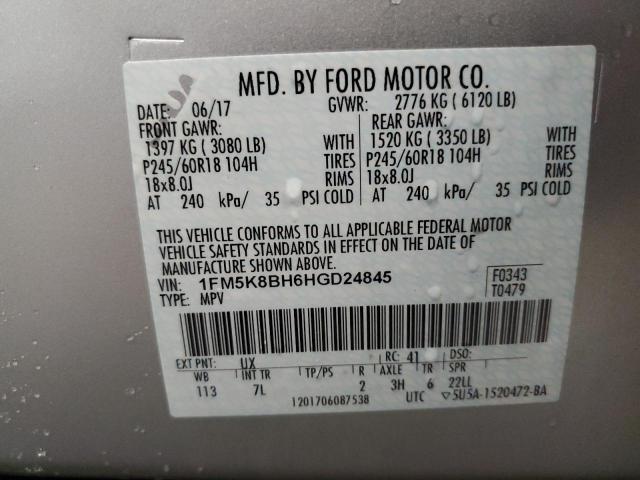 MFD. BY FORD MOTOR CO.
DATE: 06/17 GVWR: 2776 KG ( 6120 LB)
FRONT GAWR: REAR GAWR:
1397 KG ( 3080 LB) WITH 1520 KG ( 3350 LB) WITH
P245/60R18 104H TIRES P245/60R18 104H TIRES
18x8.0J RIMS 18x8.0J RIMS
AT 240 kPa/ 35 PSI COLD AT 240 kPa/ 35 PSI COLD
THIS VEHICLE CONFORMS TO ALL APPLICABLE FEDERAL MOTOR
VEHICLE SAFETY STANDARDS IN EFFECT ON THE DATE OF
MANUFACTURE SHOWN ABOVE.
VIN: 1FM5K8BH6HGD24845 F0343
TYPE: MPV T0479
EXT PNT: UX RC: 41 DSO:
WB INT TR TP/PS R AXLE TR SPR
113 7L 2 3H 6 22LL
1201706087538 UTC ▽5U5A-1520472-BA